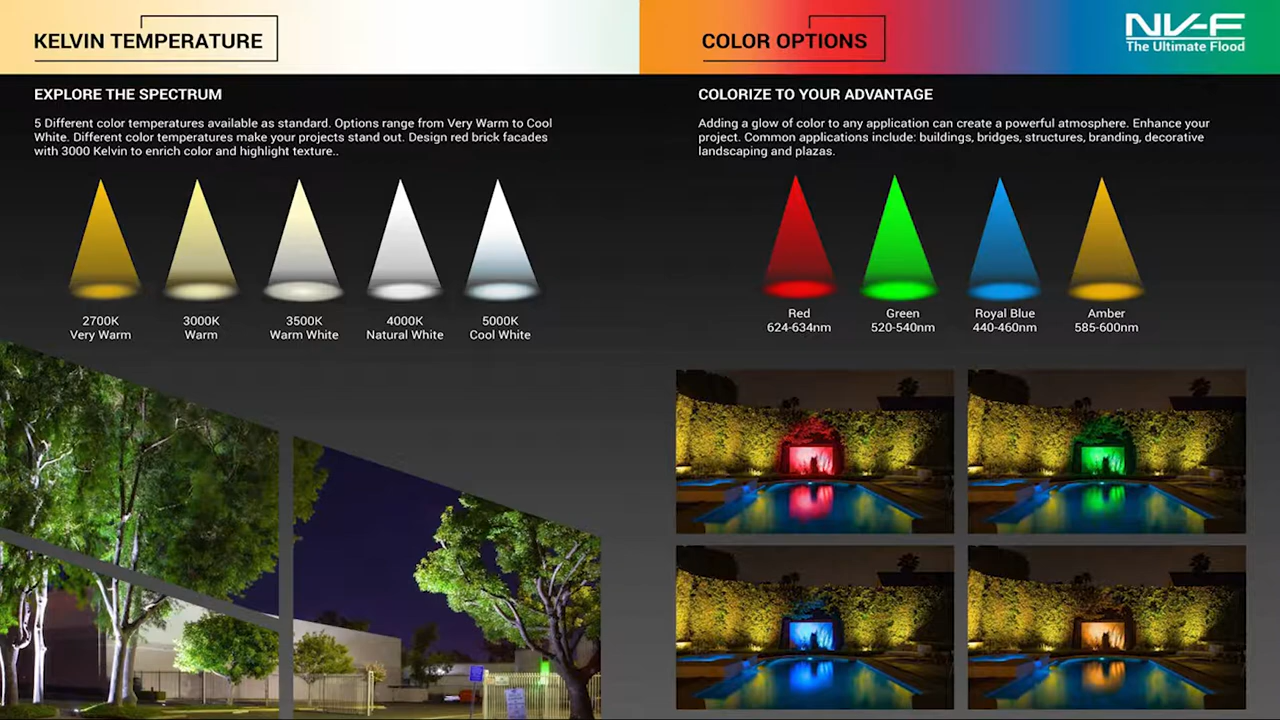 KELVIN TEMPERATURE
EXPLORE THE SPECTRUM
5 Different color temperatures available as standard. Options range from Very Warm to Cool
White. Different color temperatures make your projects stand out. Design red brick facades
with 3000 Kelvin to enrich color and highlight texture..
2700K
Very Warm
3000K
Warm
3500K
Warm White
4000K
Natural White
5000K
Cool White
COLOR OPTIONS
NV-F
The Ultimate Flood
COLORIZE TO YOUR ADVANTAGE
Adding a glow of color to any application can create a powerful atmosphere. Enhance your
project. Common applications include: buildings, bridges, structures, branding, decorative
landscaping and plazas.
Red
624-634nm
Green
520-540nm
Royal Blue
440-460nm
Amber
585-600nm